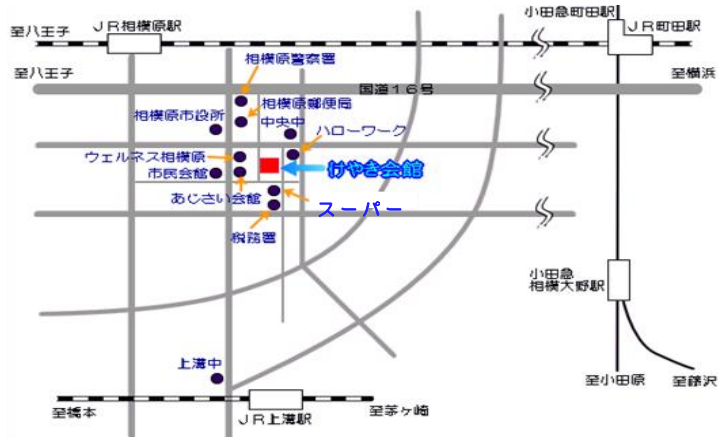 小田急町田駅
JR相模原駅
JR町田駅
至八王子
相模原警察署
至八王子
至横浜
国道16号
相模原郵便局
相模原市役所
中央中
ハローワーク
ウェルネス相模原
けやき会館
市民会館
あじさい会館
スーパー
税務署
小田急
相模大野駅
上溝中
至小田原
至藤沢
至橋本
至茅ヶ崎
JR上溝駅